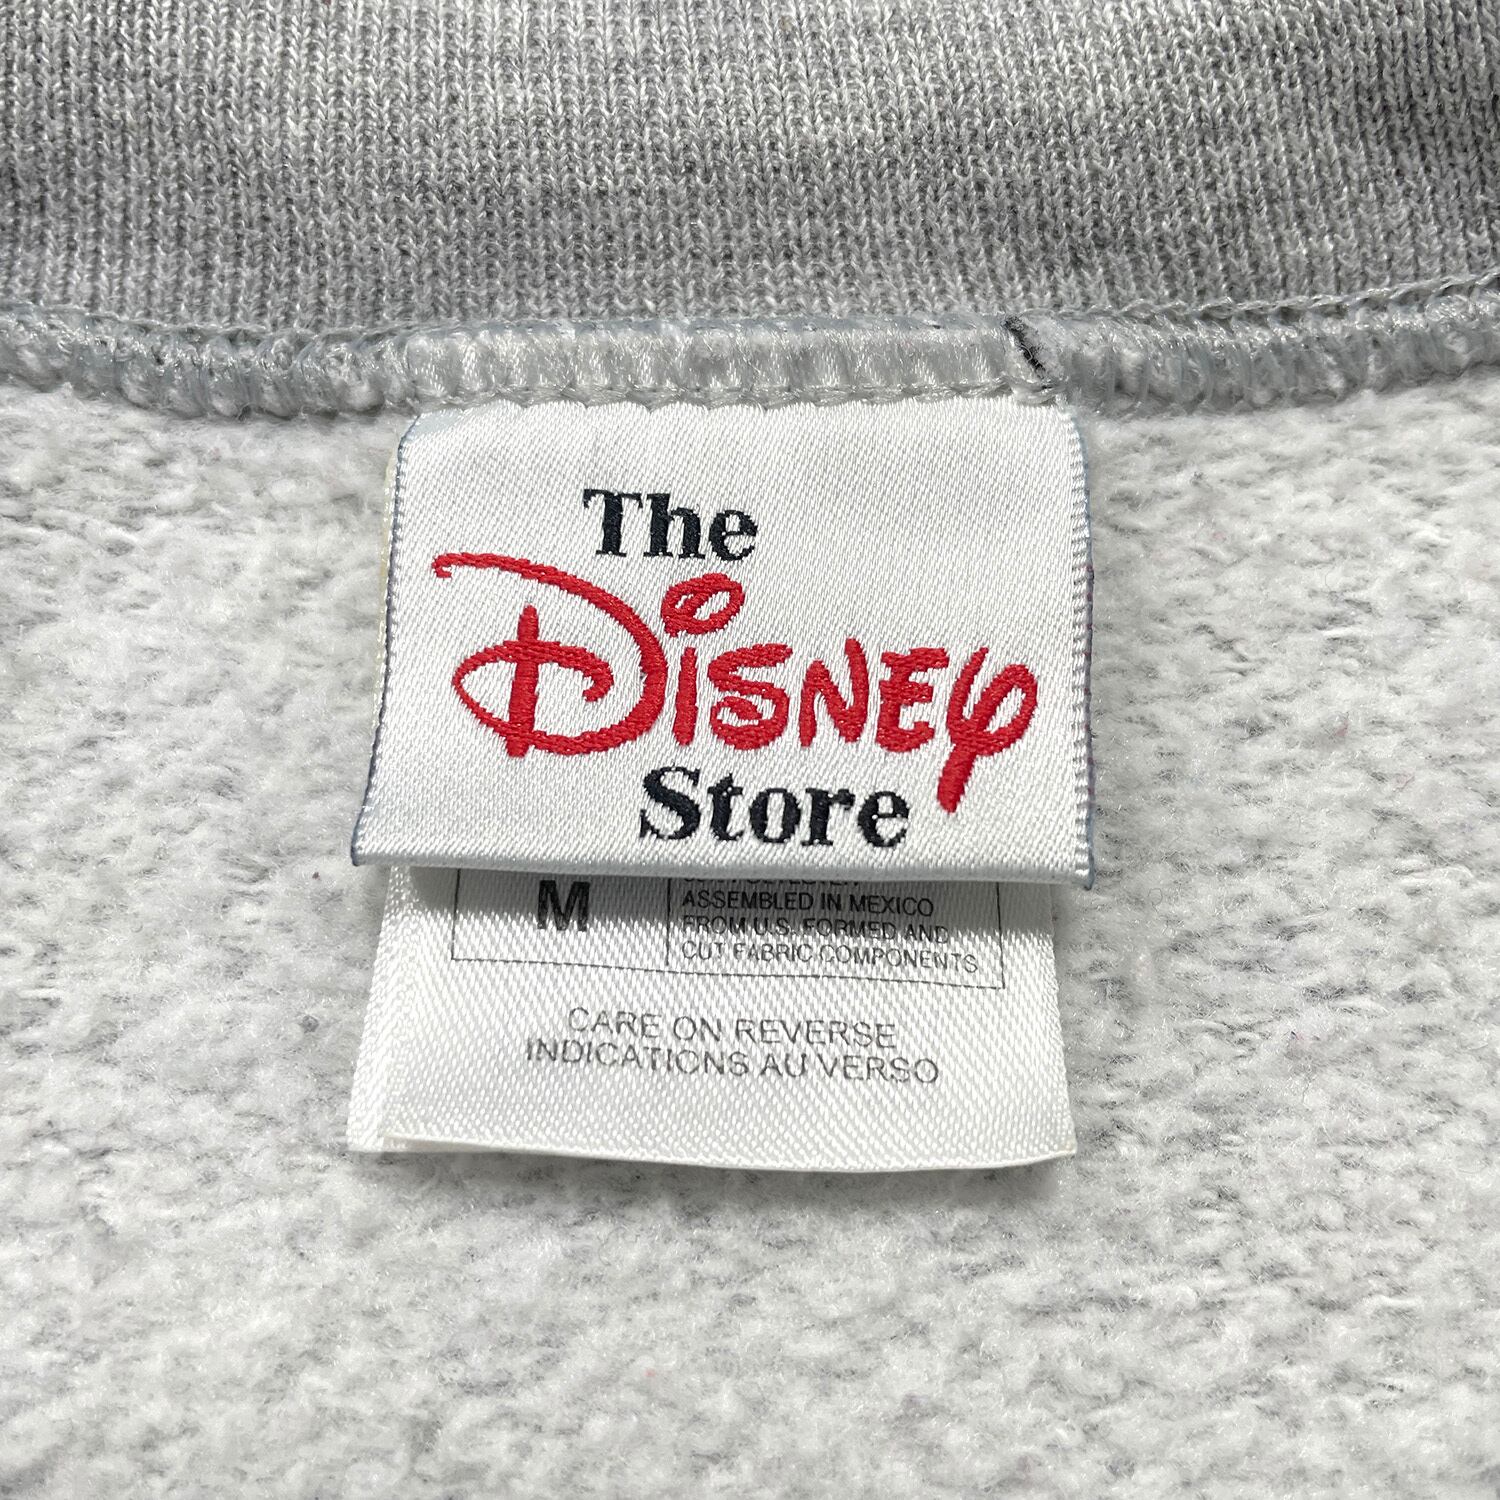 The
Disney
Store
M
ASSEMBLED IN MEXICO
FROM U.S. FORMED AND
CUT FABRIC COMPONENTS
CARE ON REVERSE
INDICATIONS AU VERSO